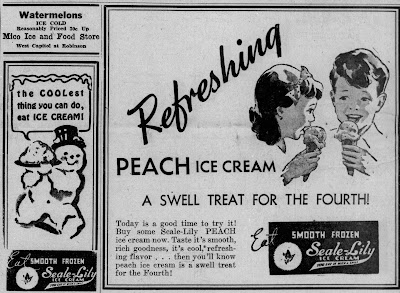 Watermelons
ICE COLD
Reasonably Priced 10c Up
Mico Ice and Food Store
West Capitol at Robinson
the COOLest
thing you can do,
eat ICE CREAM!
Eat
SMOOTH FROZEN
Seale-Lily
ICE CREAM
Refreshing
PEACH ICE CREAM
A SWELL TREAT FOR THE FOURTH!
Today is a good time to try it!
Buy some Seale-Lily PEACH
ice cream now. Taste it's smooth,
rich goodness, it's cool, refresh-
ing flavor . . . then you'll know
peach ice cream is a swell treat
for the Fourth!
Eat
SMOOTH FROZEN
Seale-Lily
ICE CREAM